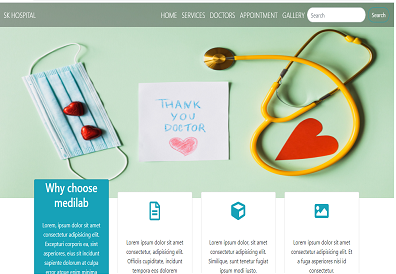 SK HOSPITAL
HOME SERVICES DOCTORS APPOINTMENT GALLERY Search Search
THANK
YOU
DOCTOR
Why choose
medilab
Lorem ipsum dolor sit amet
consectetur adipisicing elit.
Excepturi corporis ea, sint
asperiores, eius id incidunt
sapiente dolorum at culpa
error atque enim minima
Lorem ipsum dolor sit amet
consectetur adipisicing elit.
Officiis cupiditate, incidunt
tempora eos dolorem
Lorem ipsum dolor sit amet
consectetur adipisicing elit.
Similique, sunt tenetur fugiat
ipsum modi iusto.
Lorem ipsum dolor sit amet
consectetur adipisicing elit. Et
a fuga asperiores nisi id
consectetur.